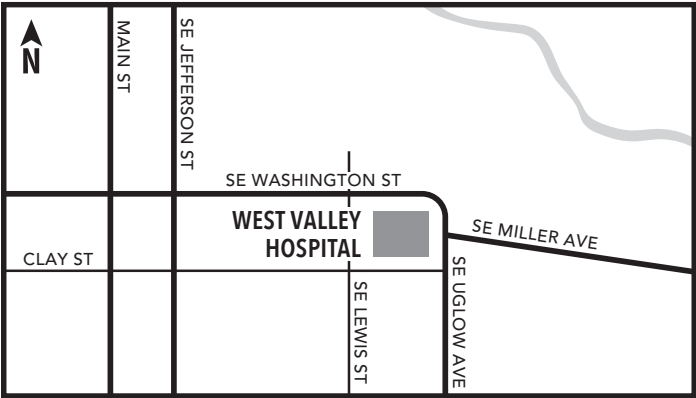 N
MAIN ST
SE JEFFERSON ST
SE WASHINGTON ST
WEST VALLEY
HOSPITAL
SE MILLER AVE
CLAY ST
SE LEWIS ST
SE UGLOW AVE